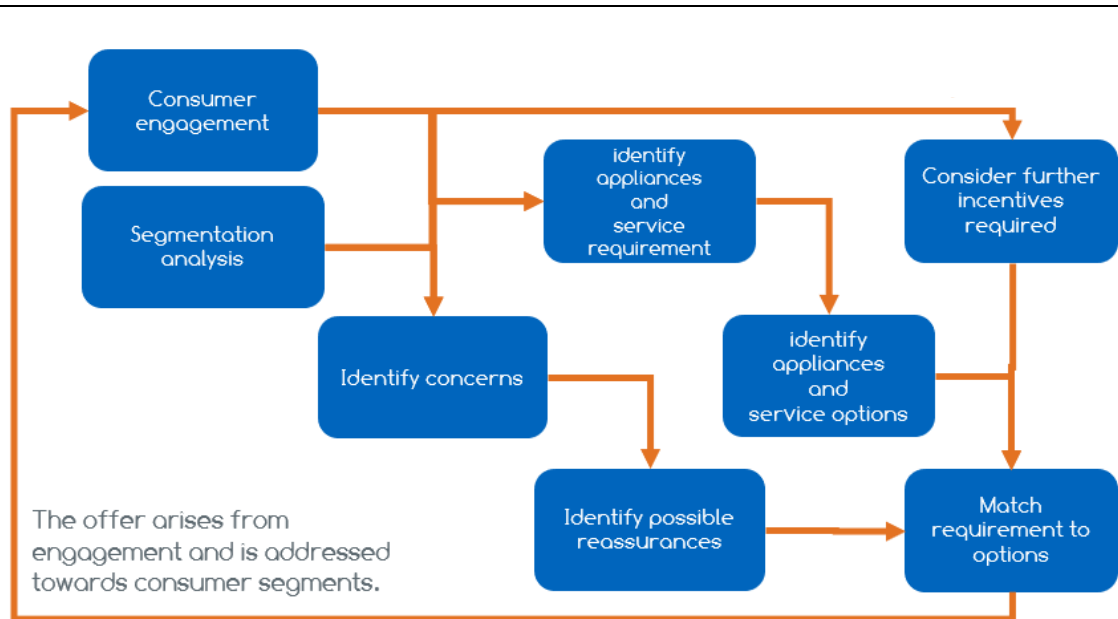 Consumer
engagement
Segmentation
analysis
identify
appliances
and
service
requirement
Consider further
incentives
required
Identify concerns
identify
appliances
and
service options
Identify possible
reassurances
Match
requirement to
options
The offer arises from
engagement and is addressed
towards consumer segments.